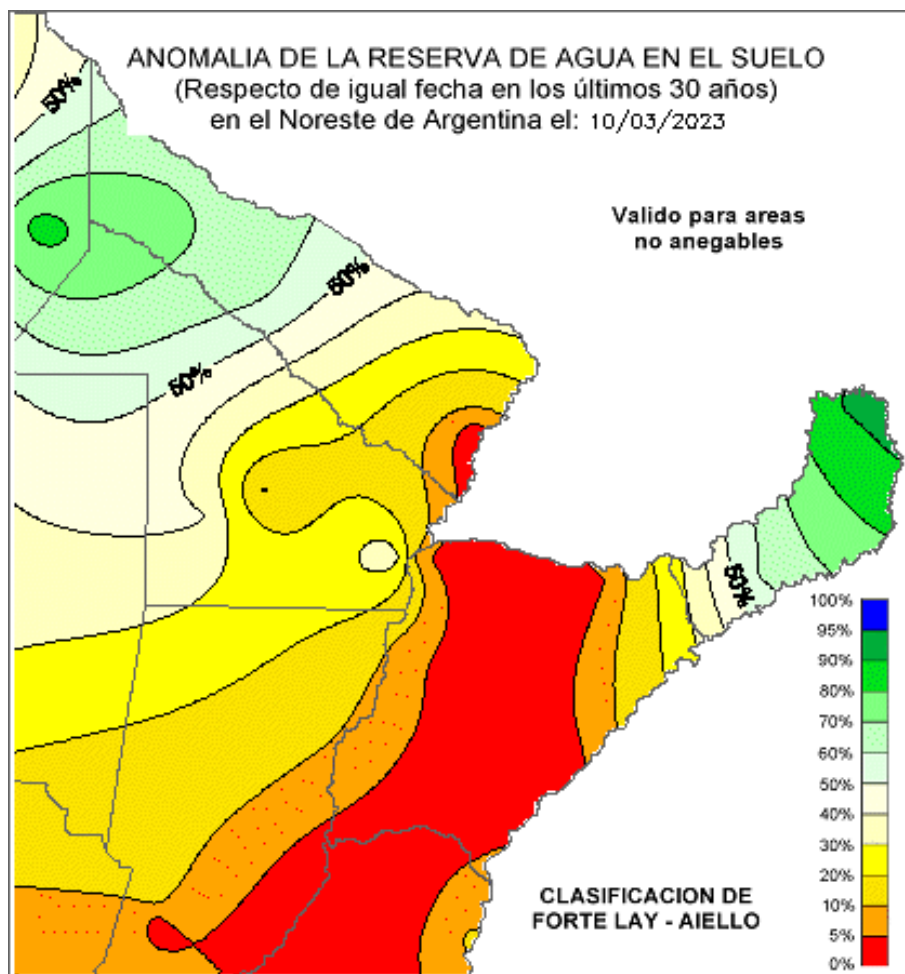 ANOMALIA DE LA RESERVA DE AGUA EN EL SUELO
(Respecto de igual fecha en los últimos 30 años)
en el Noreste de Argentina el: 10/03/2023
50%
Valido para areas
no anegables
50%
50%
50%
100%
95%
90%
80%
70%
60%
50%
40%
30%
20%
10%
5%
0%
CLASIFICACION DE
FORTE LAY - AIELLO